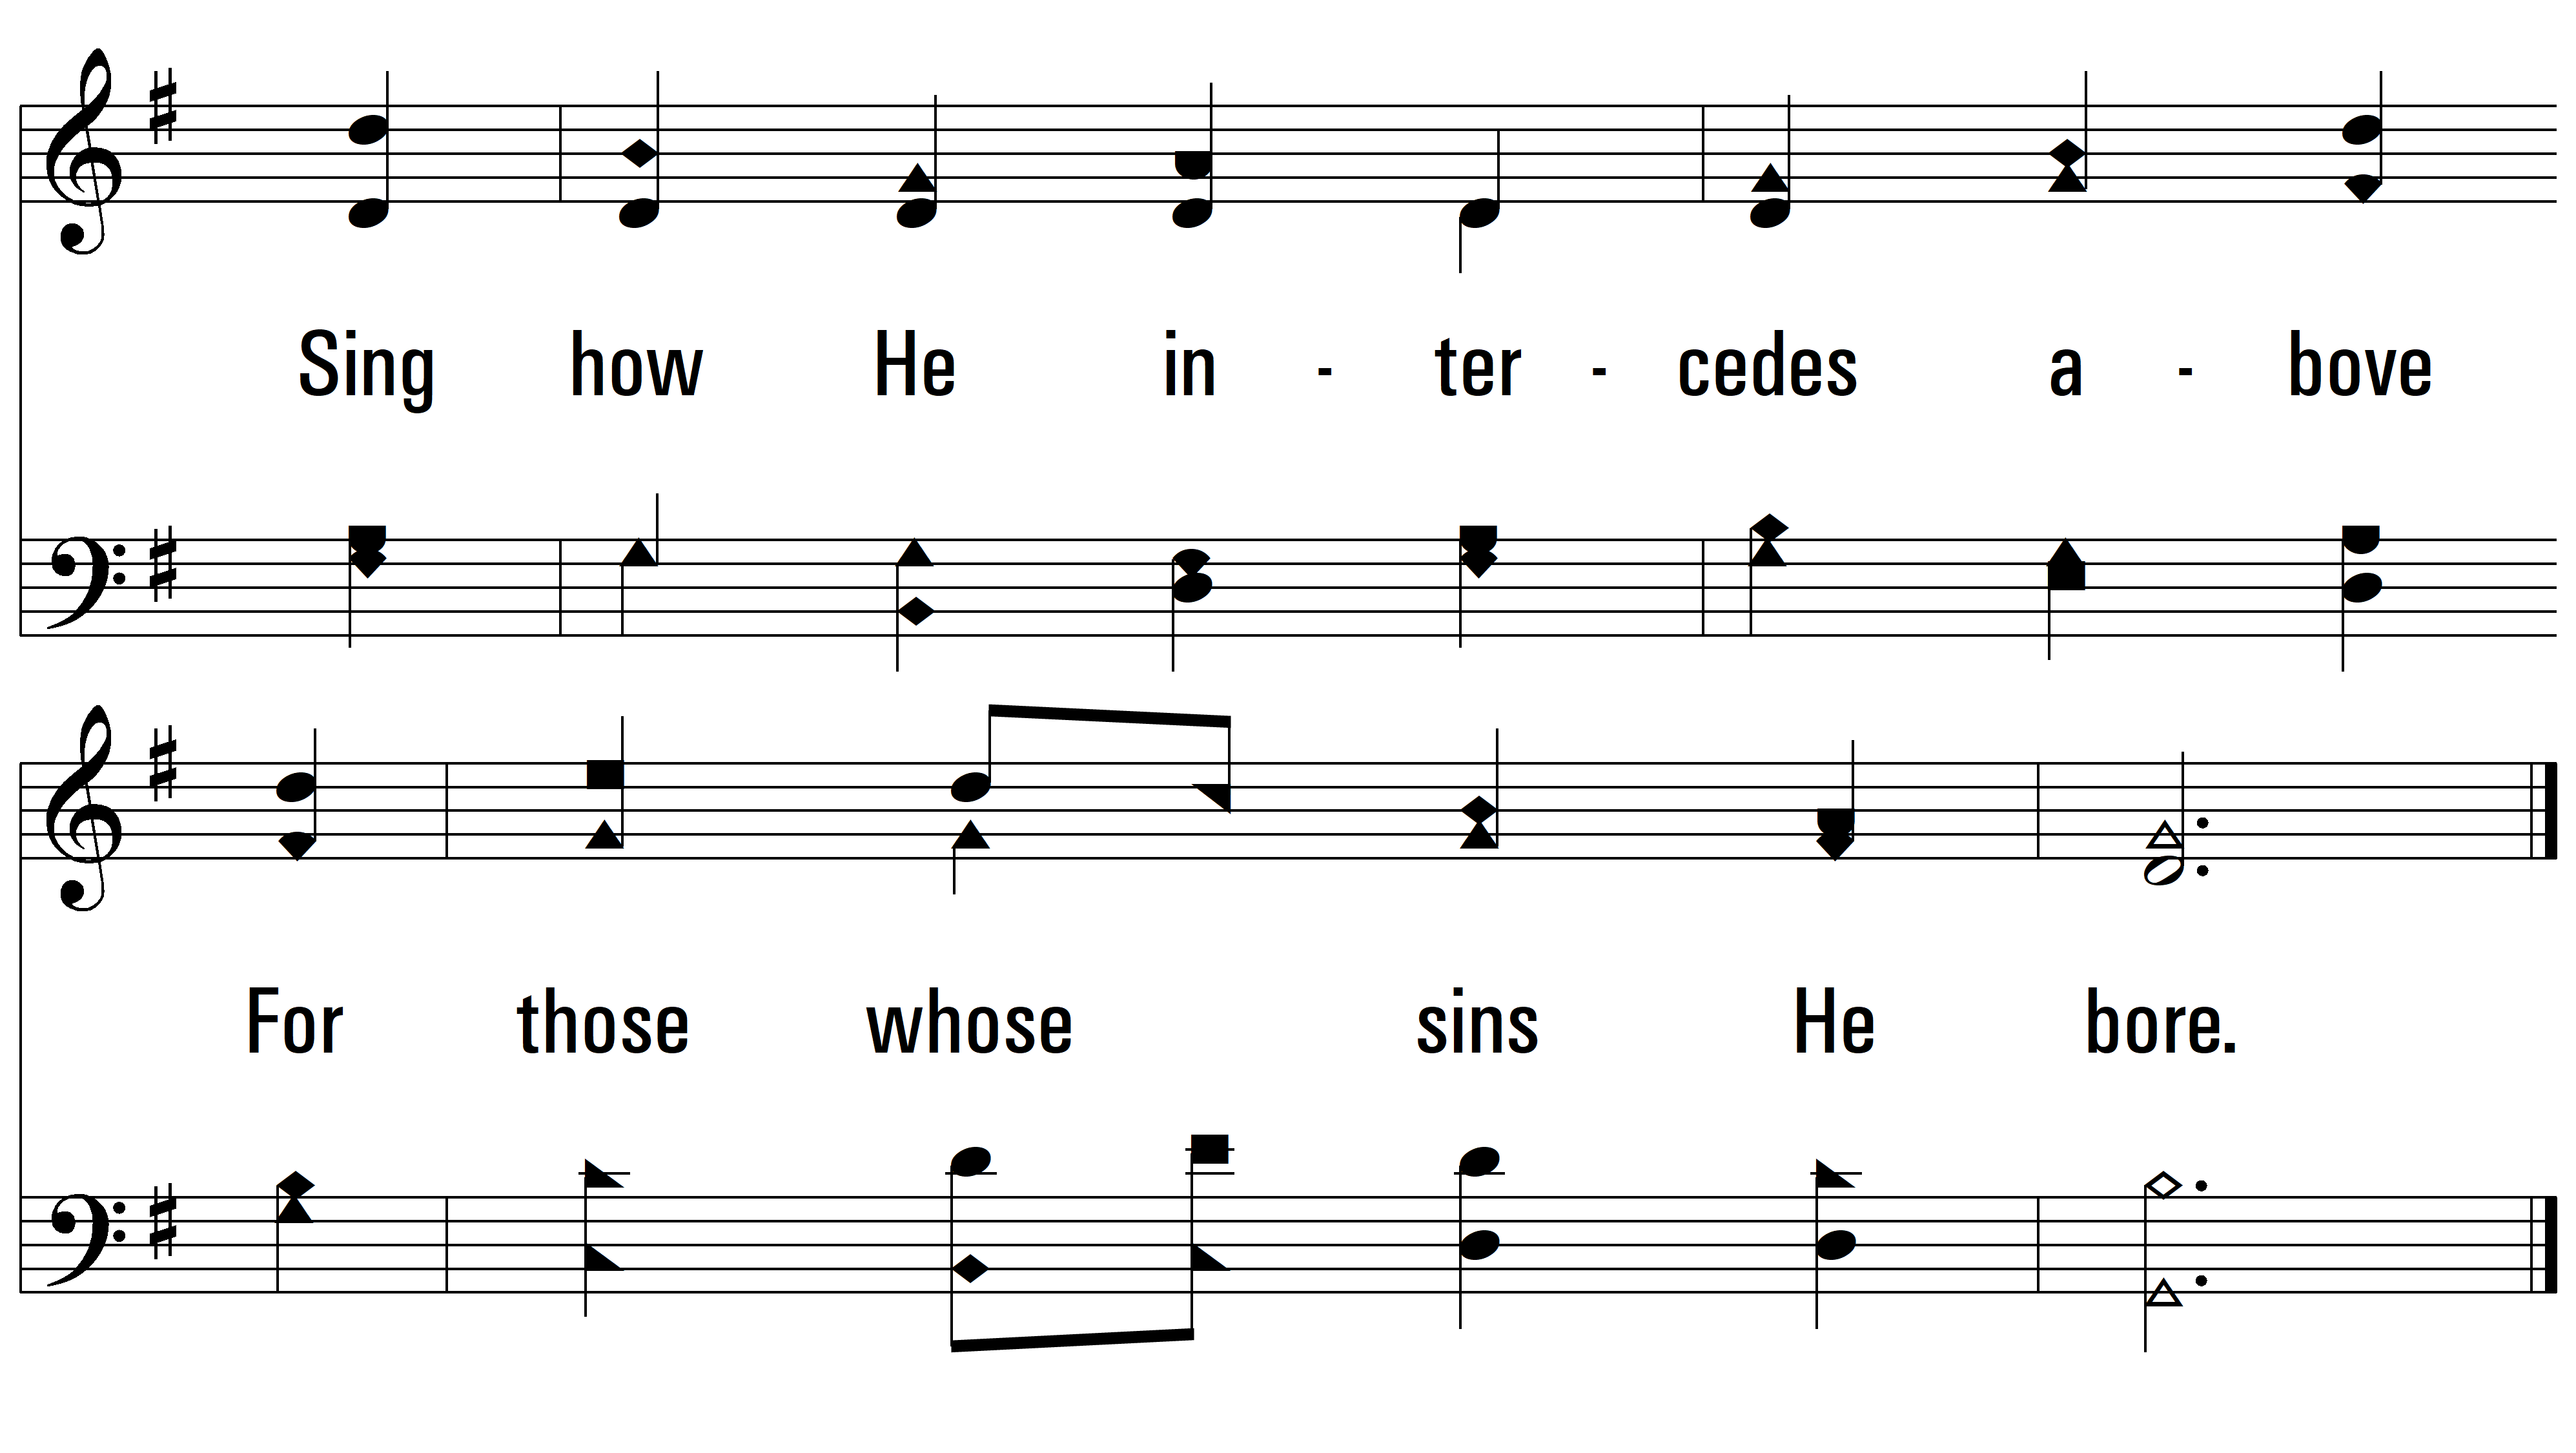 Sing how He in - ter - cedes a - bove
For those whose sins He bore.